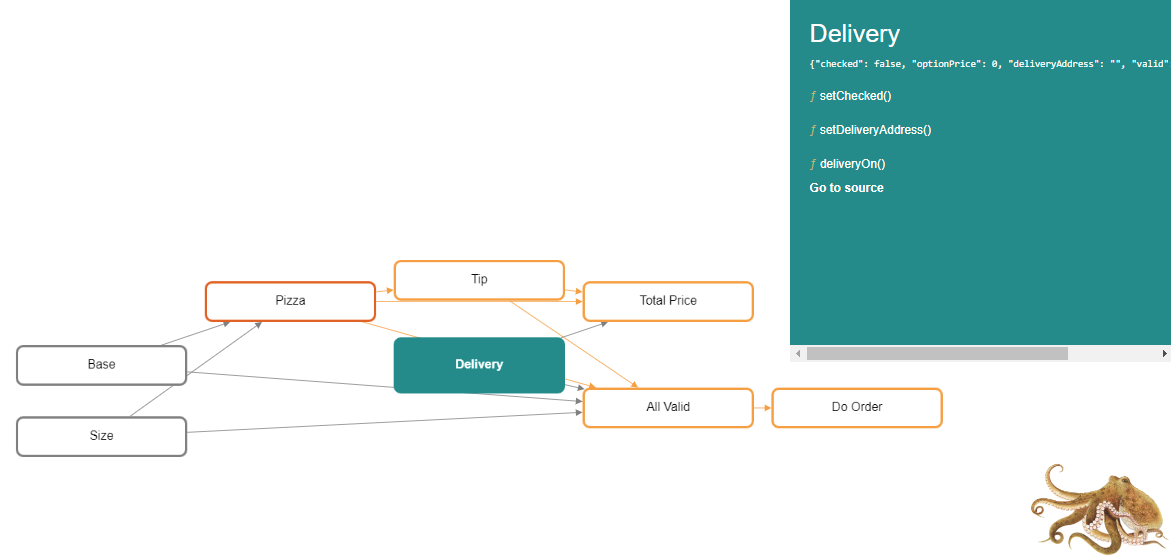 Delivery
{"checked": false, "optionPrice": 0, "deliveryAddress": "", "valid"
ƒ setChecked()
ƒ setDeliveryAddress()
ƒ deliveryOn()
Go to source
Tip
Pizza
Total Price
Base
Delivery
All Valid
Do Order
Size